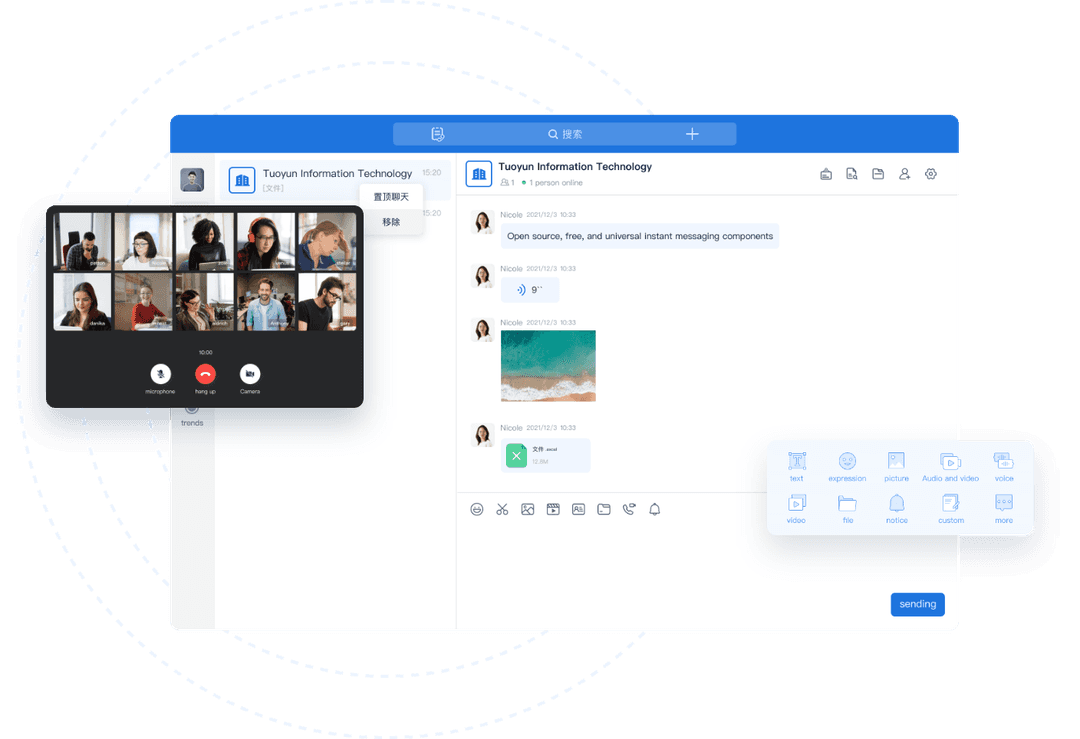 搜索
Tuoyun Information Technology
15:20
[文件]
15:20
置顶聊天
移除
danika
10:00
microphone
hang up
Camera
trends
Tuoyun Information Technology
1
1 person online
Nicole 2021/12/3 10:33
Open source, free, and universal instant messaging components
Nicole 2021/12/3 10:33
9``
Nicole 2021/12/3 10:33
Nicole 2021/12/3 10:33
文件 .excel
12.8M
text
expression
picture
Audio and video
voice
video
file
notice
custom
more
sending